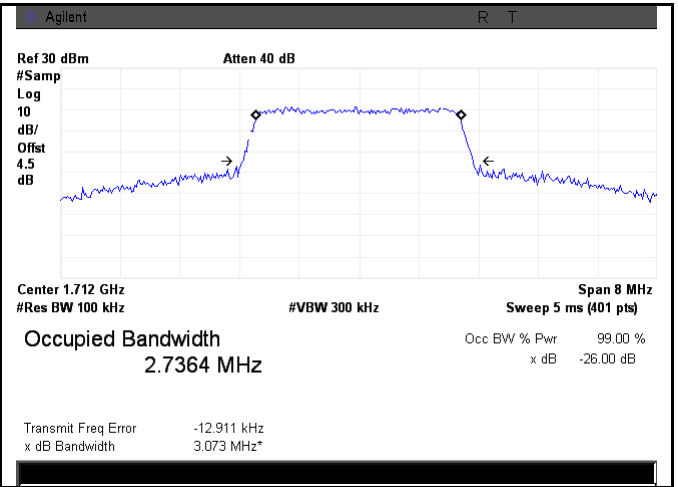 Agilent R T
Ref 30 dBm Atten 40 dB
#Samp
Log
10
dB/
Offst
4.5
dB
Center 1.712 GHz Span 8 MHz
#Res BW 100 kHz #VBW 300 kHz Sweep 5 ms (401 pts)
Occupied Bandwidth Occ BW % Pwr 99.00 %
2.7364 MHz x dB -26.00 dB
Transmit Freq Error -12.911 kHz
x dB Bandwidth 3.073 MHz*